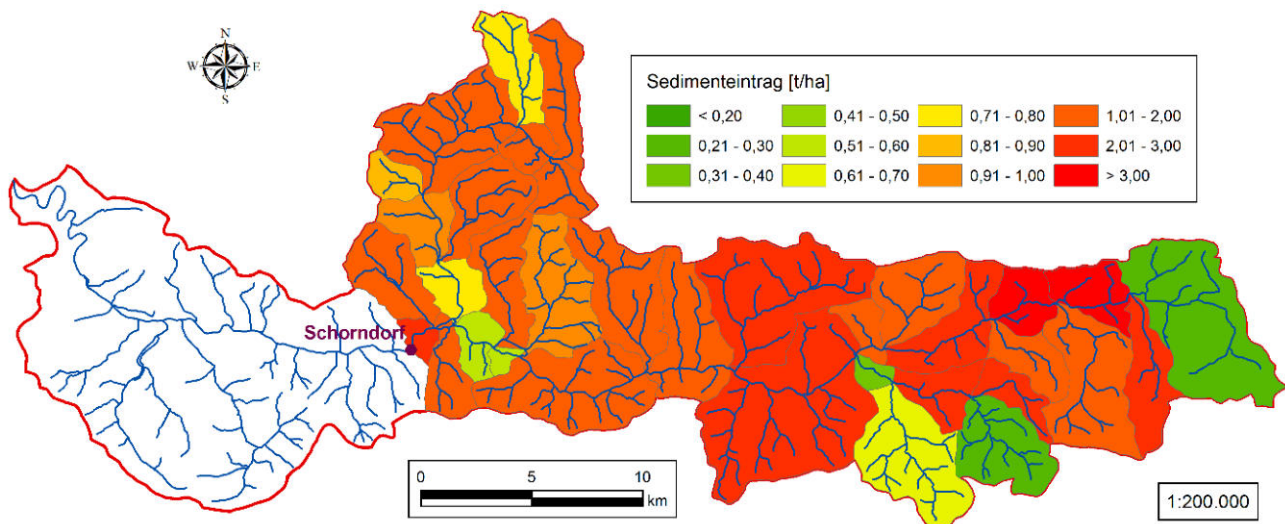 N
W E
S
Sedimenteintrag [t/ha]
< 0,20 0,41 - 0,50 0,71 - 0,80 1,01 - 2,00
0,21 - 0,30 0,51 - 0,60 0,81 - 0,90 2,01 - 3,00
0,31 - 0,40 0,61 - 0,70 0,91 - 1,00 > 3,00
Schorndorf
0 5 10
km
1:200.000